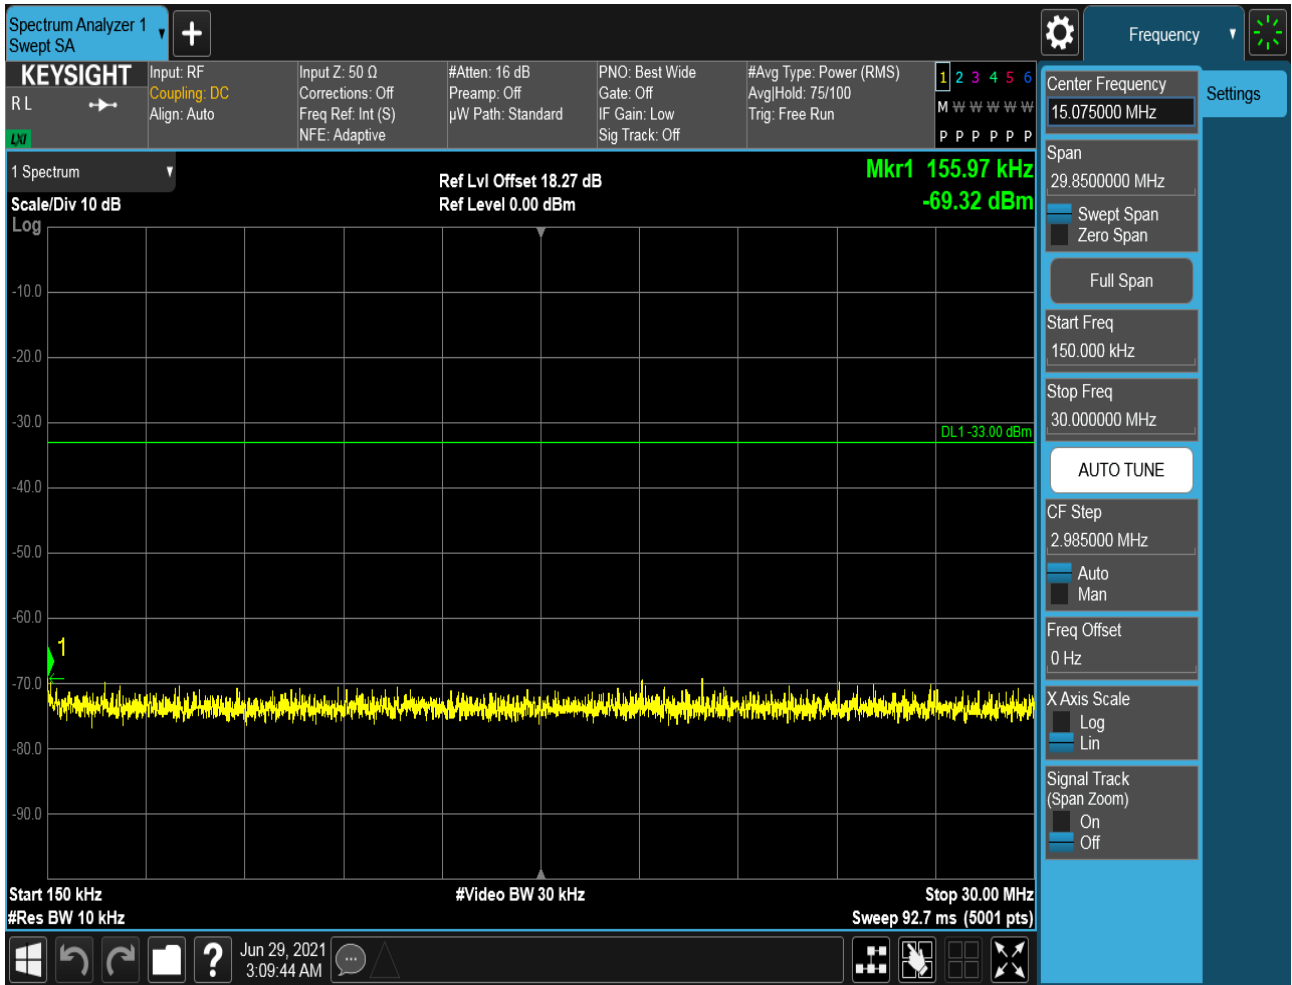 Spectrum Analyzer 1
Swept SA
Frequency
KEYSIGHT
R L
LXI
Input: RF
Coupling: DC
Align: Auto
Input Z: 50 Ω
Corrections: Off
Freq Ref: Int (S)
NFE: Adaptive
#Atten: 16 dB
Preamp: Off
µW Path: Standard
PNO: Best Wide
Gate: Off
IF Gain: Low
Sig Track: Off
#Avg Type: Power (RMS)
Avg|Hold: 75/100
Trig: Free Run
1 2 3 4 5 6
M W W W W W
P P P P P P
1 Spectrum
Scale/Div 10 dB
Log
Ref Lvl Offset 18.27 dB
Ref Level 0.00 dBm
Mkr1 155.97 kHz
-69.32 dBm
-10.0
-20.0
-30.0
DL1 -33.00 dBm
-40.0
-50.0
-60.0
1
-70.0
-80.0
-90.0
Start 150 kHz
#Res BW 10 kHz
#Video BW 30 kHz
Stop 30.00 MHz
Sweep 92.7 ms (5001 pts)
?
Jun 29, 2021
3:09:44 AM
Center Frequency
15.075000 MHz
Settings
Span
29.8500000 MHz
Swept Span
Zero Span
Full Span
Start Freq
150.000 kHz
Stop Freq
30.000000 MHz
AUTO TUNE
CF Step
2.985000 MHz
Auto
Man
Freq Offset
0 Hz
X Axis Scale
Log
Lin
Signal Track
(Span Zoom)
On
Off